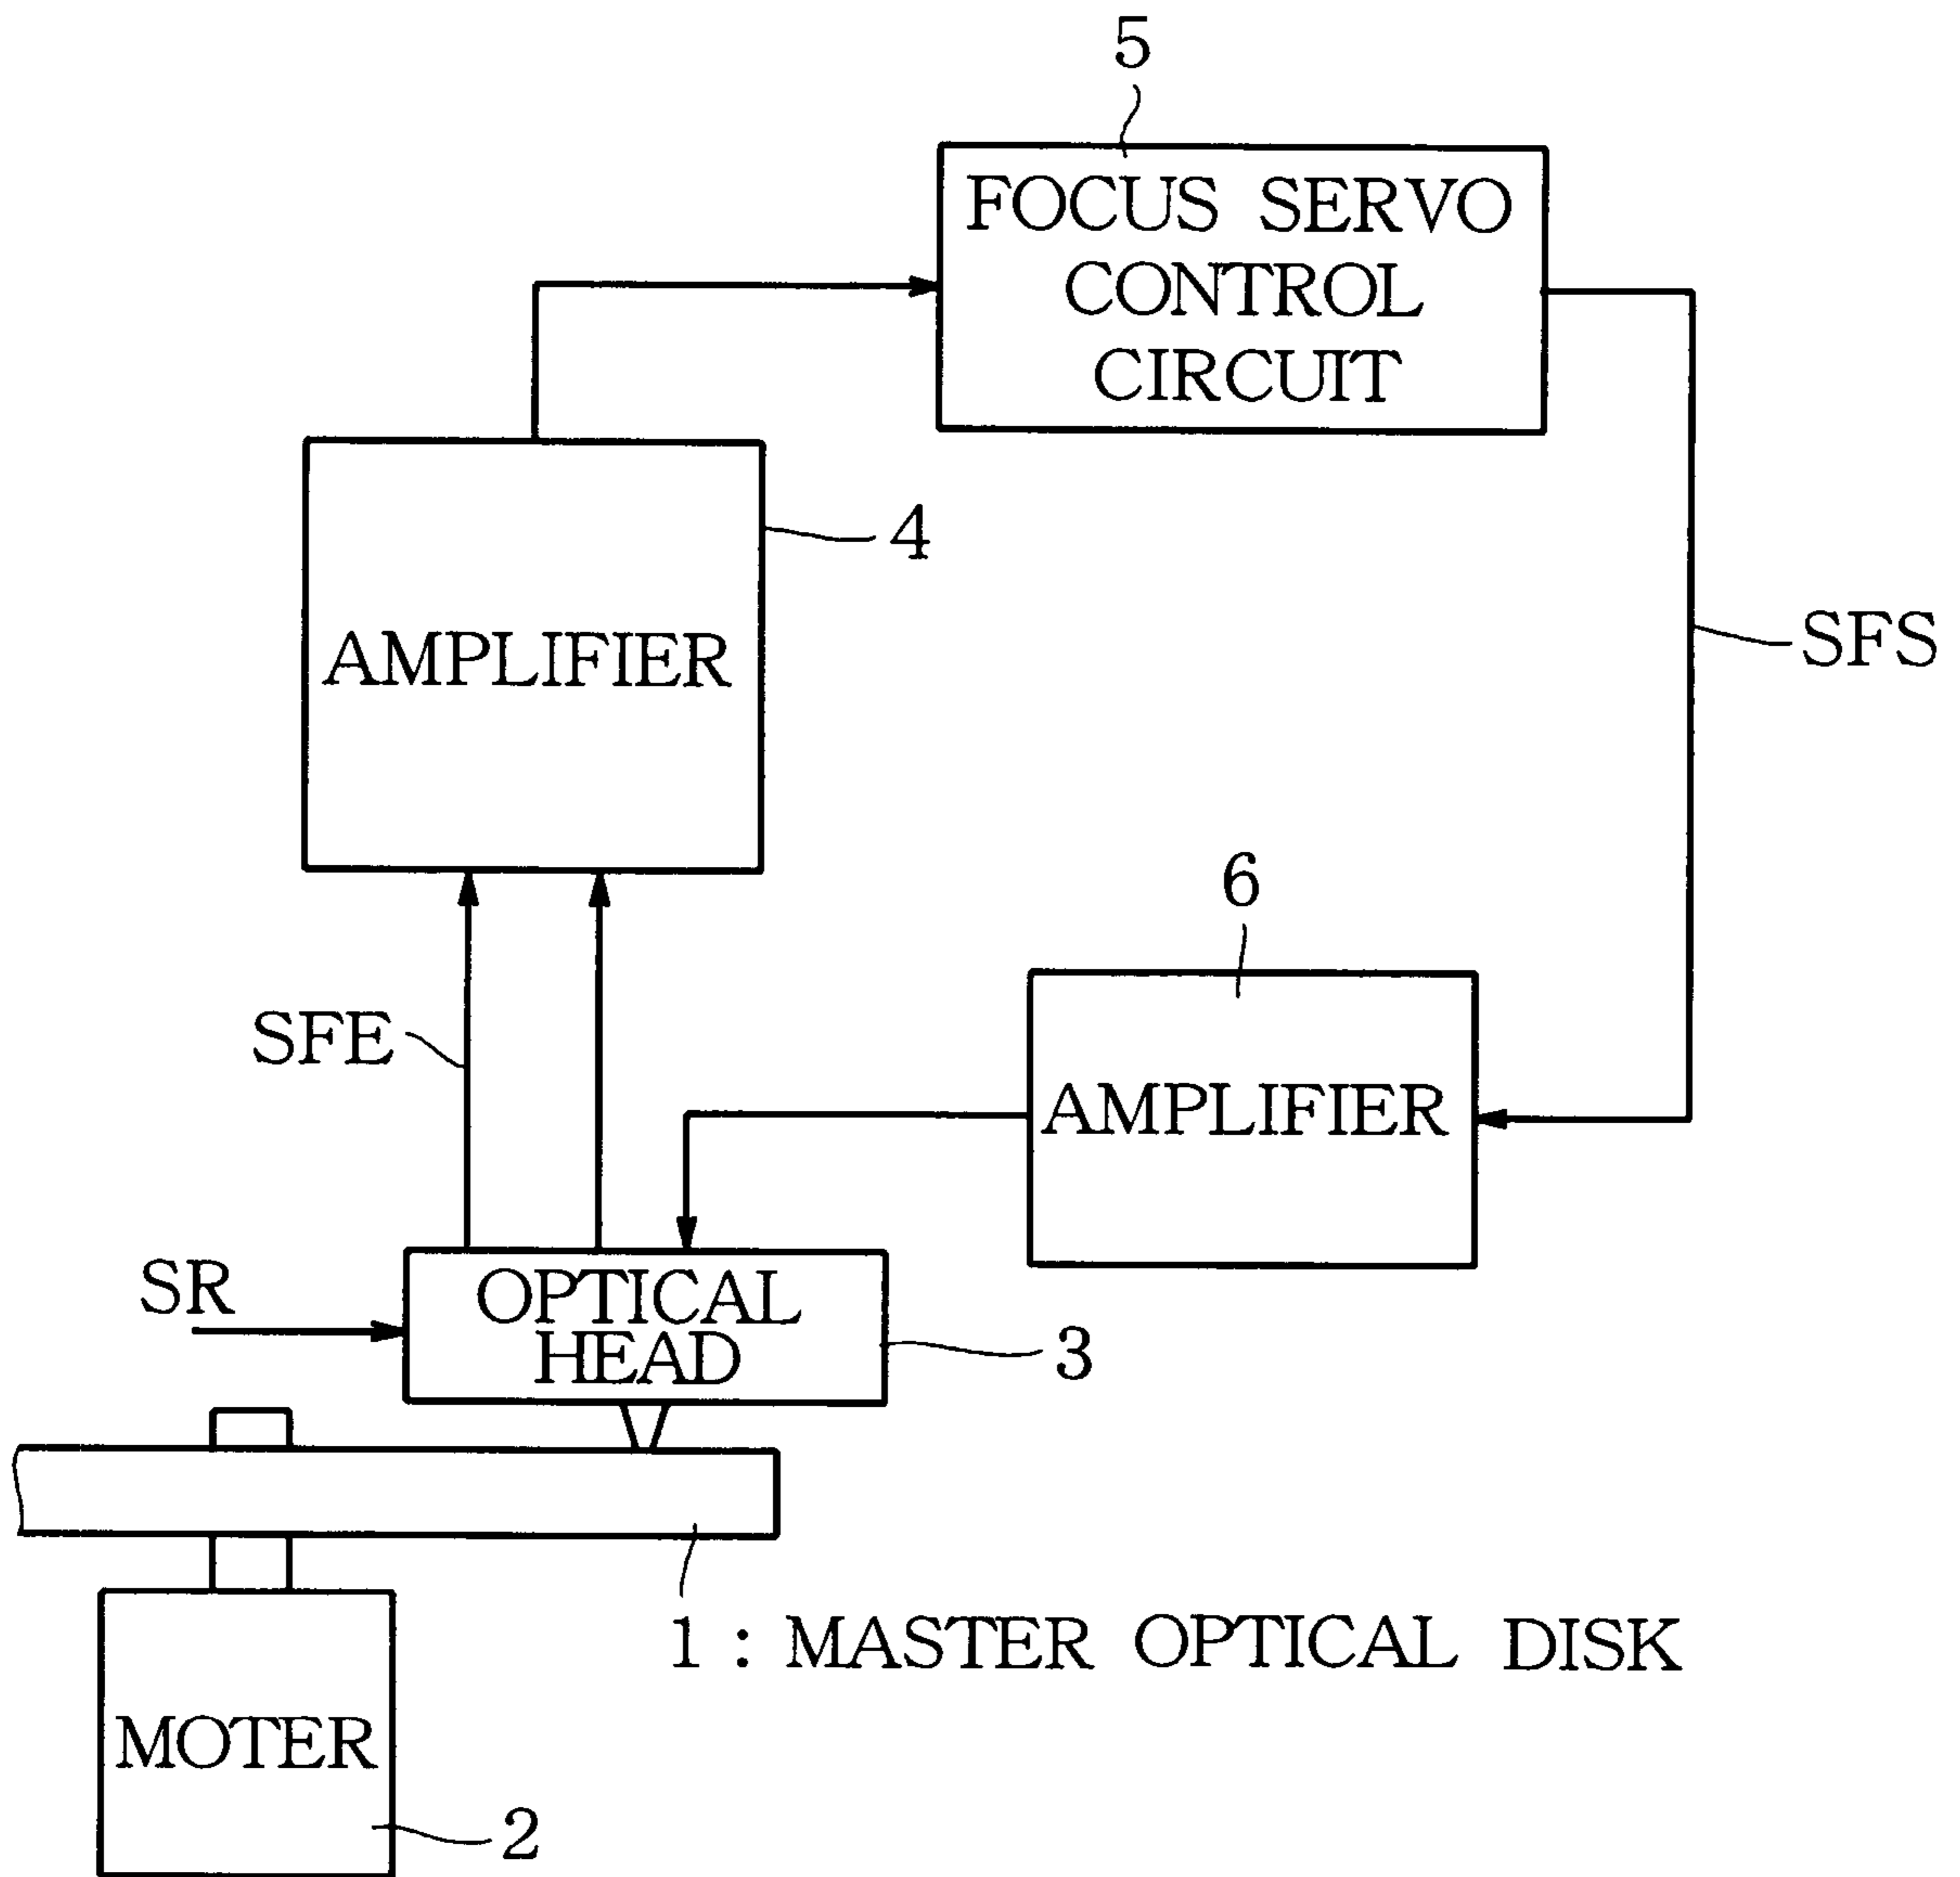 5
FOCUS SERVO
CONTROL
CIRCUIT
4
AMPLIFIER
SFS
6
SFE
AMPLIFIER
SR
OPTICAL
HEAD
3
1 : MASTER OPTICAL DISK
MOTER
2